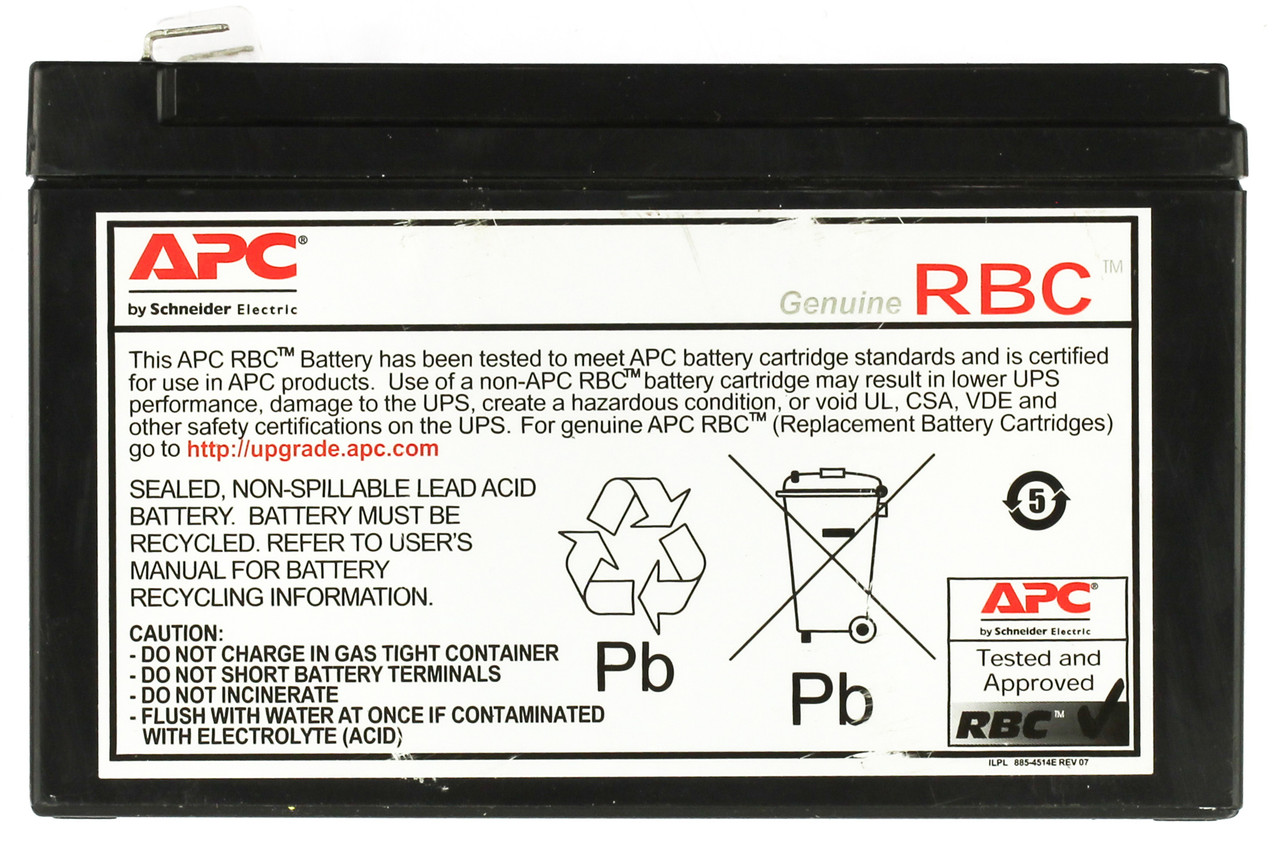 APC®
by Schneider Electric
Genuine RBC™
This APC RBC™ Battery has been tested to meet APC battery cartridge standards and is certified
for use in APC products. Use of a non-APC RBC™ battery cartridge may result in lower UPS
performance, damage to the UPS, create a hazardous condition, or void UL, CSA, VDE and
other safety certifications on the UPS. For genuine APC RBC™ (Replacement Battery Cartridges)
go to http://upgrade.apc.com
SEALED, NON-SPILLABLE LEAD ACID
BATTERY. BATTERY MUST BE
RECYCLED. REFER TO USER'S
MANUAL FOR BATTERY
RECYCLING INFORMATION.
CAUTION:
- DO NOT CHARGE IN GAS TIGHT CONTAINER
- DO NOT SHORT BATTERY TERMINALS
- DO NOT INCINERATE
- FLUSH WITH WATER AT ONCE IF CONTAMINATED
WITH ELECTROLYTE (ACID)
Pb
Pb
5
APC®
by Schneider Electric
Tested and
Approved
RBC™
ILPL 885-4514E REV 07